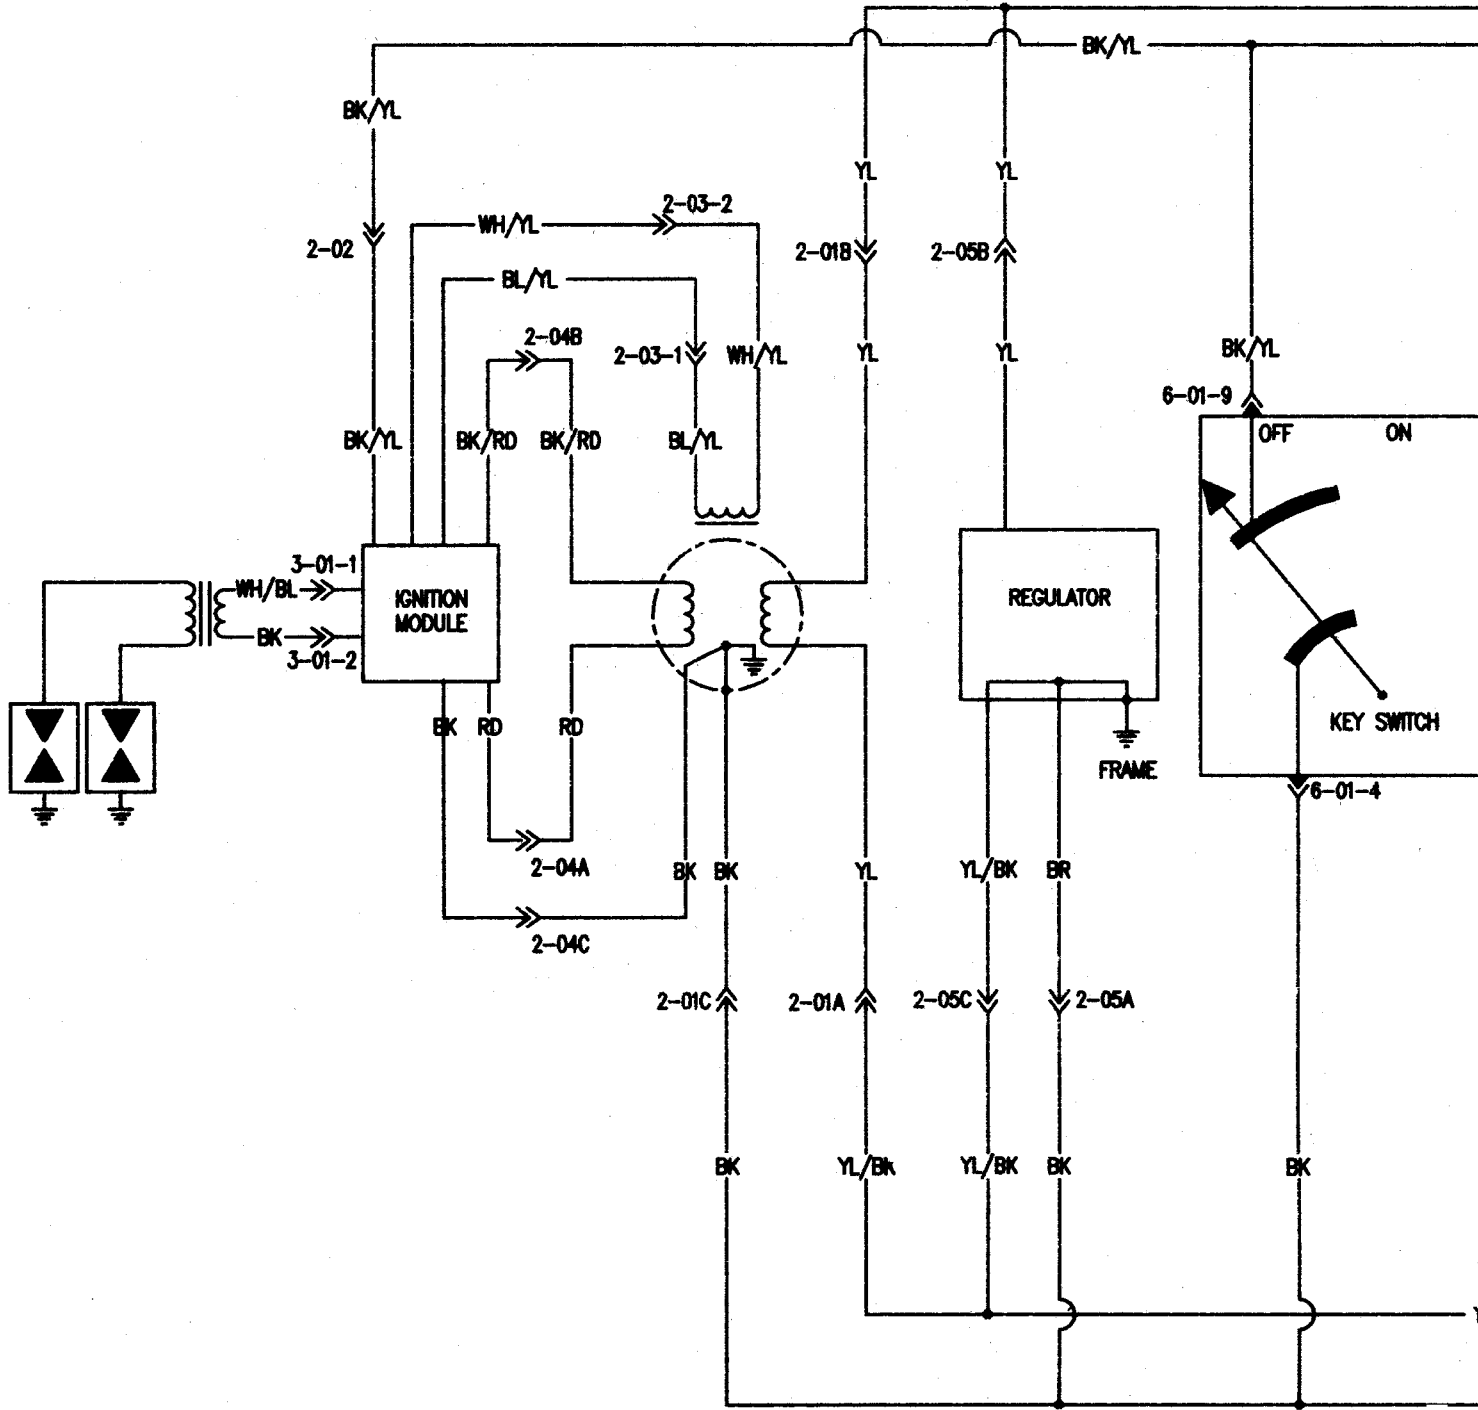 BK/YL
BK/YL
YL
YL
2-03-2
WH/YL
2-02
2-01B
2-05B
BL/YL
2-04B
2-03-1
WH/YL
YL
YL
BK/YL
6-01-9
OFF
ON
BK/YL
BK/RD
BK/RD
BL/YL
3-01-1
WH/BL
IGNITION
MODULE
REGULATOR
BK
3-01-2
BK
RD
RD
KEY SWITCH
FRAME
6-01-4
2-04A
BK
BK
YL
YL/BK
BR
2-04C
2-01C
2-01A
2-05C
2-05A
BK
YL/BK
YL/BK
BK
BK